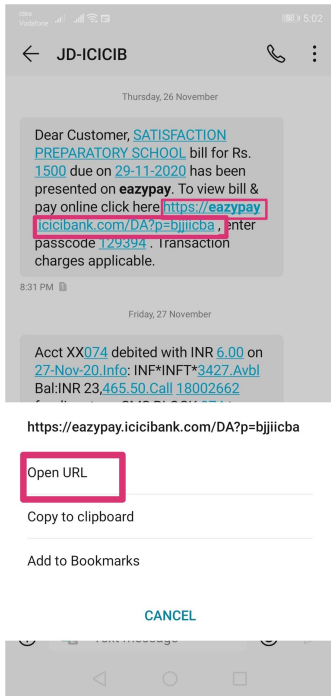 Idea
Vodafone
5:02
JD-ICICIB
Thursday, 26 November
Dear Customer, SATISFACTION
PREPARATORY SCHOOL bill for Rs.
1500 due on 29-11-2020 has been
presented on eazypay. To view bill &
pay online click here https://eazypay
icicibank.com/DA?p=bjjiicba , enter
passcode 129394 . Transaction
charges applicable.
8:31 PM
Friday, 27 November
Acct XX074 debited with INR 6.00 on
27-Nov-20.Info: INF*INFT*3427.Avbl
Bal:INR 23,465.50.Call 18002662
https://eazypay.icicibank.com/DA?p=bjjiicba
Open URL
Copy to clipboard
Add to Bookmarks
CANCEL
Text message